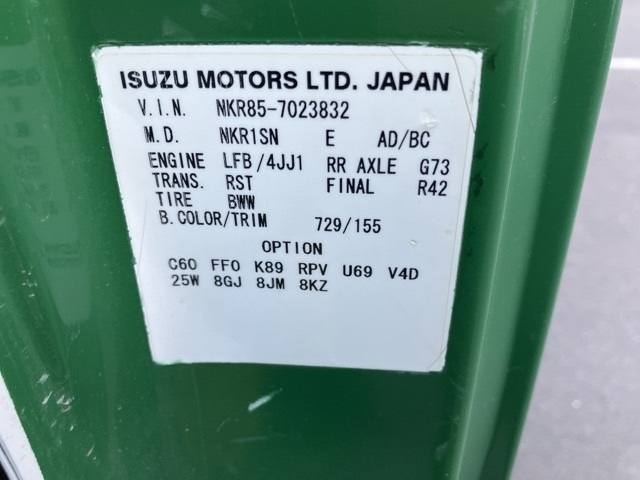 ISUZU MOTORS LTD. JAPAN
V.I.N. NKR85-7023832
M.D. NKR1SN E AD/BC
ENGINE LFB/4JJ1 RR AXLE G73
TRANS. RST FINAL R42
TIRE BWW
B.COLOR/TRIM 729/155
OPTION
C60 FF0 K89 RPV U69 V4D
25W 8GJ 8JM 8KZ